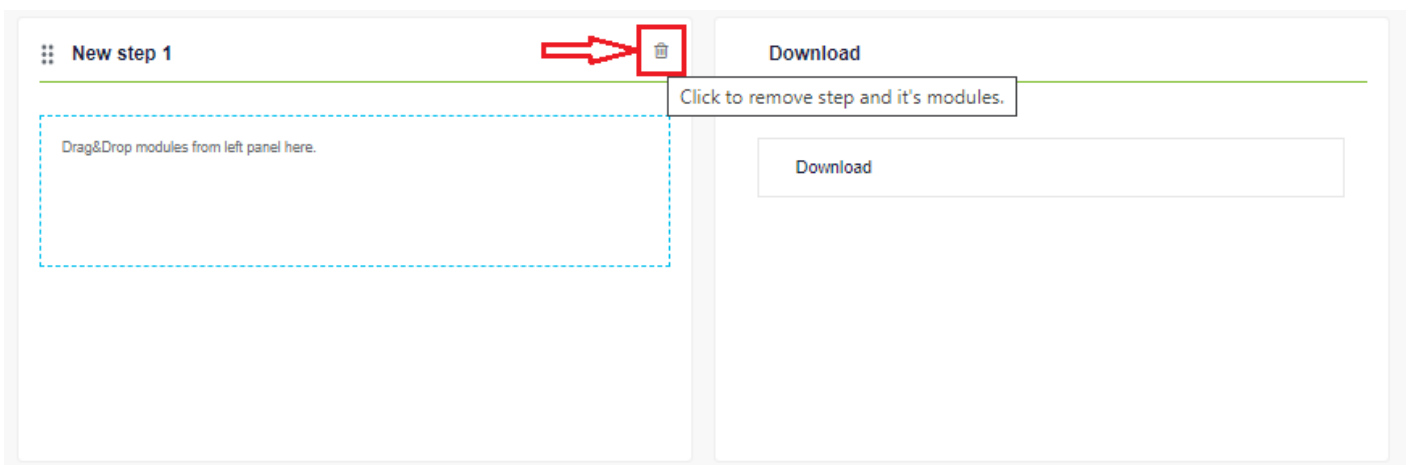 New step 1
Download
Click to remove step and it's modules.
Drag&Drop modules from left panel here.
Download